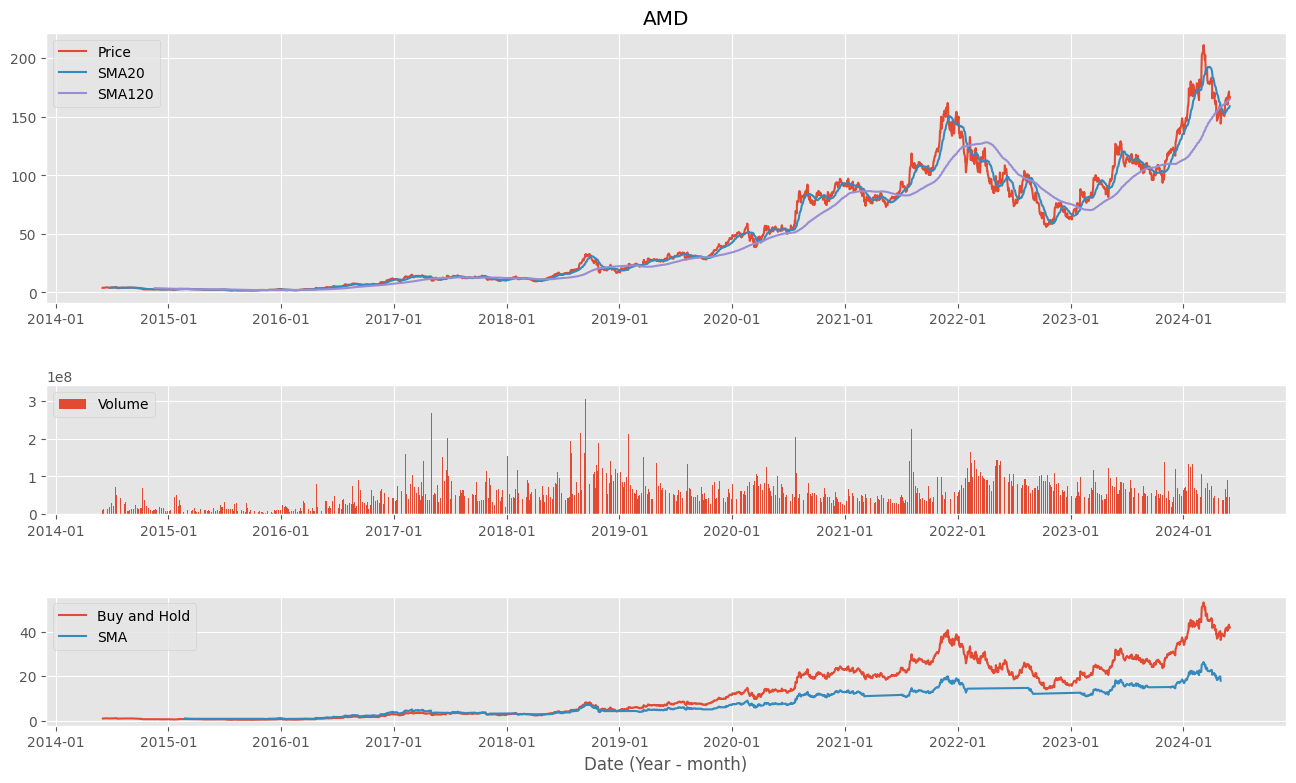 AMD
Price
SMA20
SMA120
200
150
100
50
0
2014-01 2015-01 2016-01 2017-01 2018-01 2019-01 2020-01 2021-01 2022-01 2023-01 2024-01
1e8
Volume
3
2
1
0
2014-01 2015-01 2016-01 2017-01 2018-01 2019-01 2020-01 2021-01 2022-01 2023-01 2024-01
Buy and Hold
SMA
40
20
0
2014-01 2015-01 2016-01 2017-01 2018-01 2019-01 2020-01 2021-01 2022-01 2023-01 2024-01
Date (Year - month)